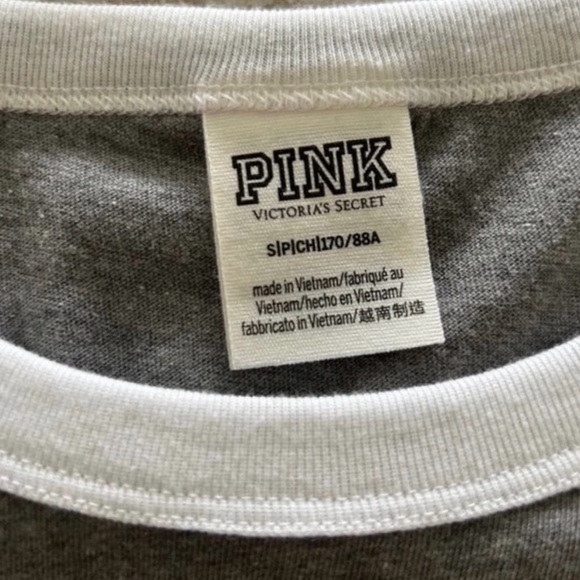 PINK
VICTORIA'S SECRET
S|P|CH|170/88A
made in Vietnam/fabriqué au
Vietnam/hecho en Vietnam/
fabbricato in Vietnam/越南制造